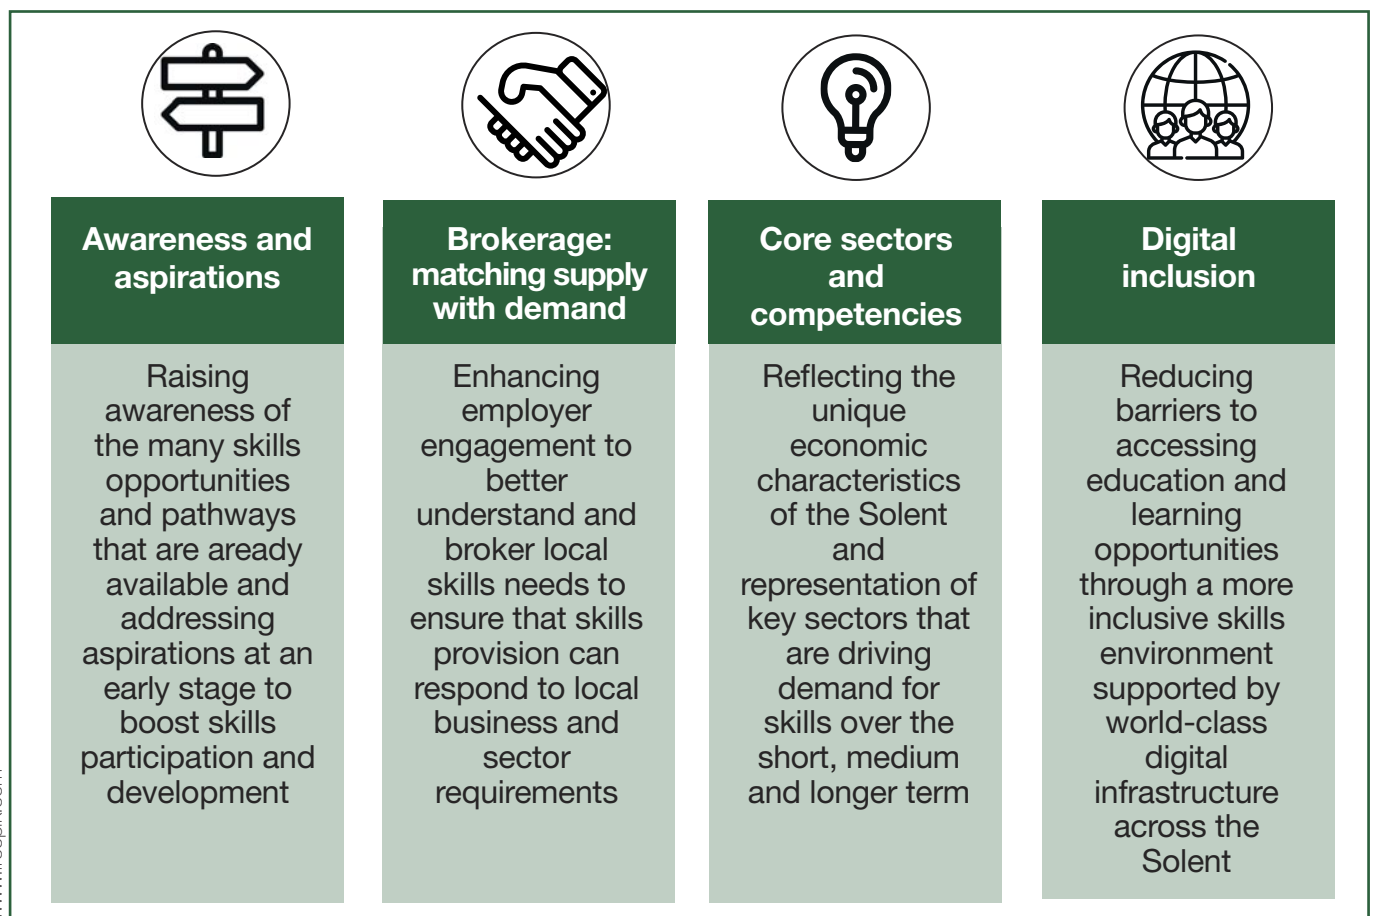 Awareness and
aspirations
Raising
awareness of
the many skills
opportunities
and pathways
that are aready
available and
addressing
aspirations at an
early stage to
boost skills
participation and
development
Brokerage:
matching supply
with demand
Enhancing
employer
engagement to
better
understand and
broker local
skills needs to
ensure that skills
provision can
respond to local
business and
sector
requirements
Core sectors
and
competencies
Reflecting the
unique
economic
characteristics
of the Solent
and
representation of
key sectors that
are driving
demand for
skills over the
short, medium
and longer term
Digital
inclusion
Reducing
barriers to
accessing
education and
learning
opportunities
through a more
inclusive skills
environment
supported by
world-class
digital
infrastructure
across the
Solent